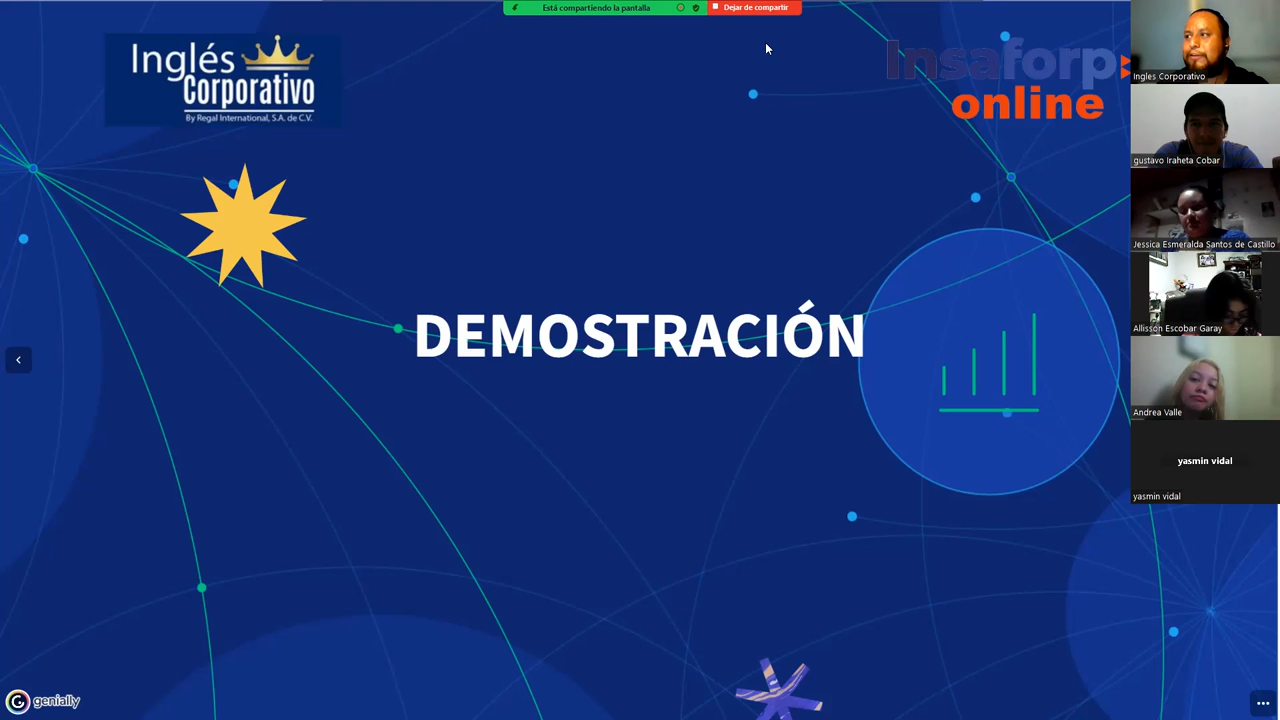 Está compartiendo la pantalla
Dejar de compartir
Inglés
Corporativo
By Regal International, S.A. de C.V.
Insaforp
online
DEMOSTRACIÓN
Ingles Corporativo
gustavo Iraheta Cobar
Jessica Esmeralda Santos de Castillo
Allisson Escobar Garay
Andrea Valle
yasmin vidal
yasmin vidal
genially